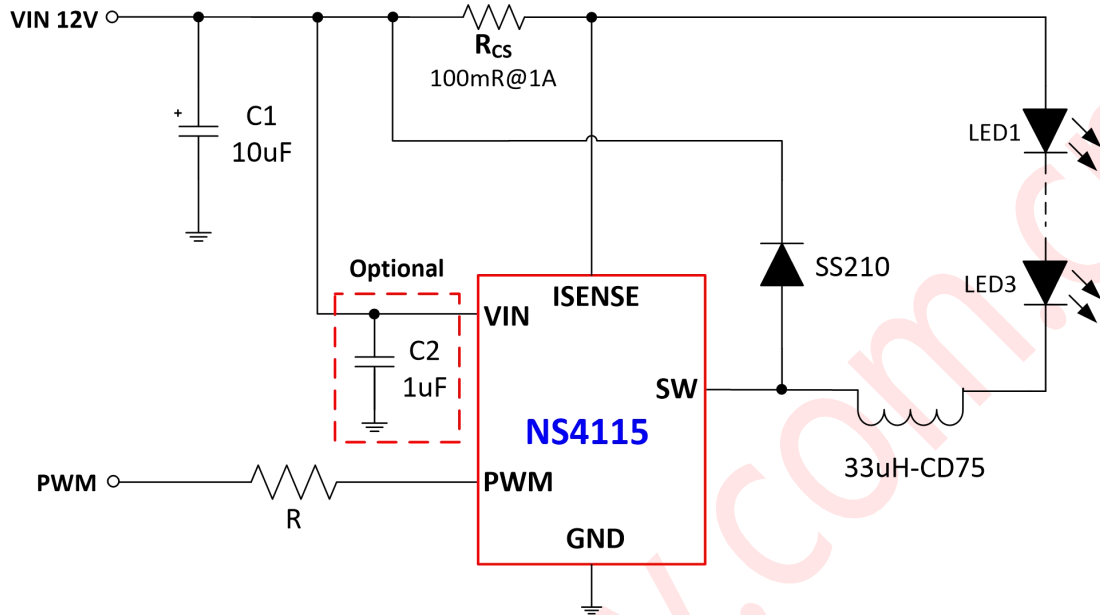 VIN 12V
R_CS
100mR@1A
+
C1
10uF
LED1
Optional
ISENSE
SS210
LED3
VIN
C2
1uF
SW
NS4115
33uH-CD75
PWM
R
PWM
GND